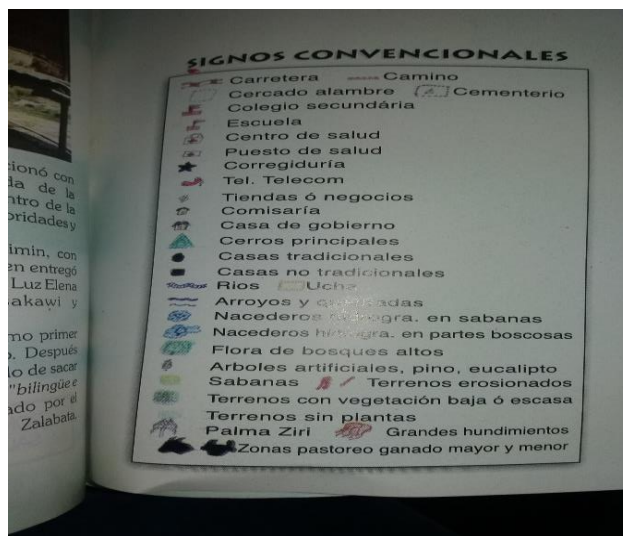 SIGNOS CONVENCIONALES
Carretera Camino
Cercado alambre Cementerio
Colegio secundária
Escuela
Centro de salud
Puesto de salud
Corregiduría
Tel. Telecom
Tiendas ó negocios
Comisaría
Casa de gobierno
Cerros principales
Casas tradicionales
Casas no tradicionales
Rios Ucha
Arroyos y
Nacederos en sabanas
Nacederos en partes boscosas
Flora de bosques altos
Arboles artificiales, pino, eucalipto
Sabanas Terrenos erosionados
Terrenos con vegetación baja ó escasa
Terrenos sin plantas
Palma Ziri Grandes hundimientos
Zonas pastoreo ganado mayor y menor
cionó con
da de la
ntro de la
oridades y
imin, con
en entregó
Luz Elena
akawi y
mo primer
o. Después
lo de sacar
"bilingüe e
ado por el
Zalabata.